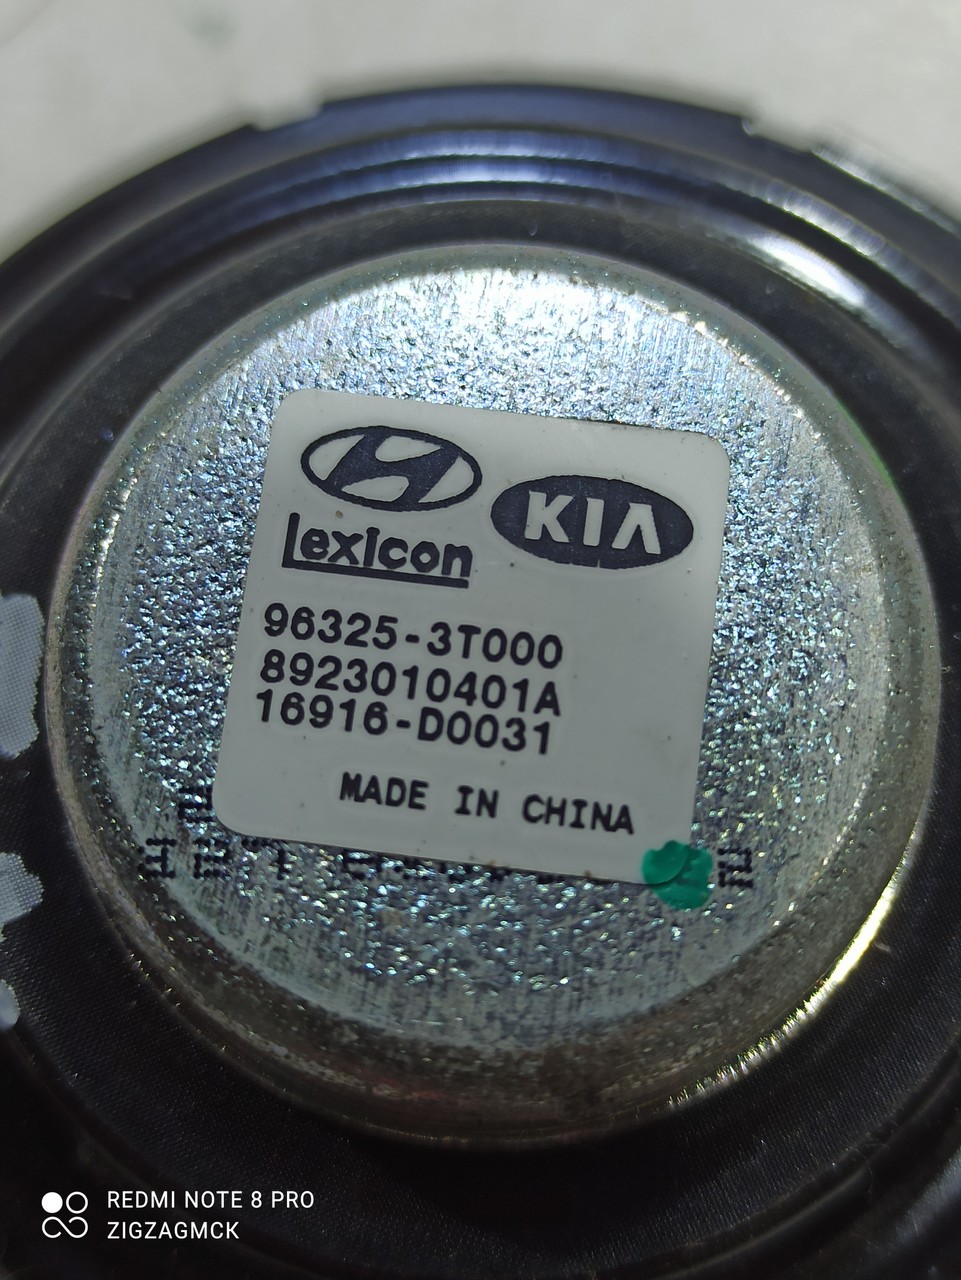 KIA
Lexicon
96325-3T000
8923010401A
16916-D0031
MADE IN CHINA
REDMI NOTE 8 PRO
ZIGZAGMCK